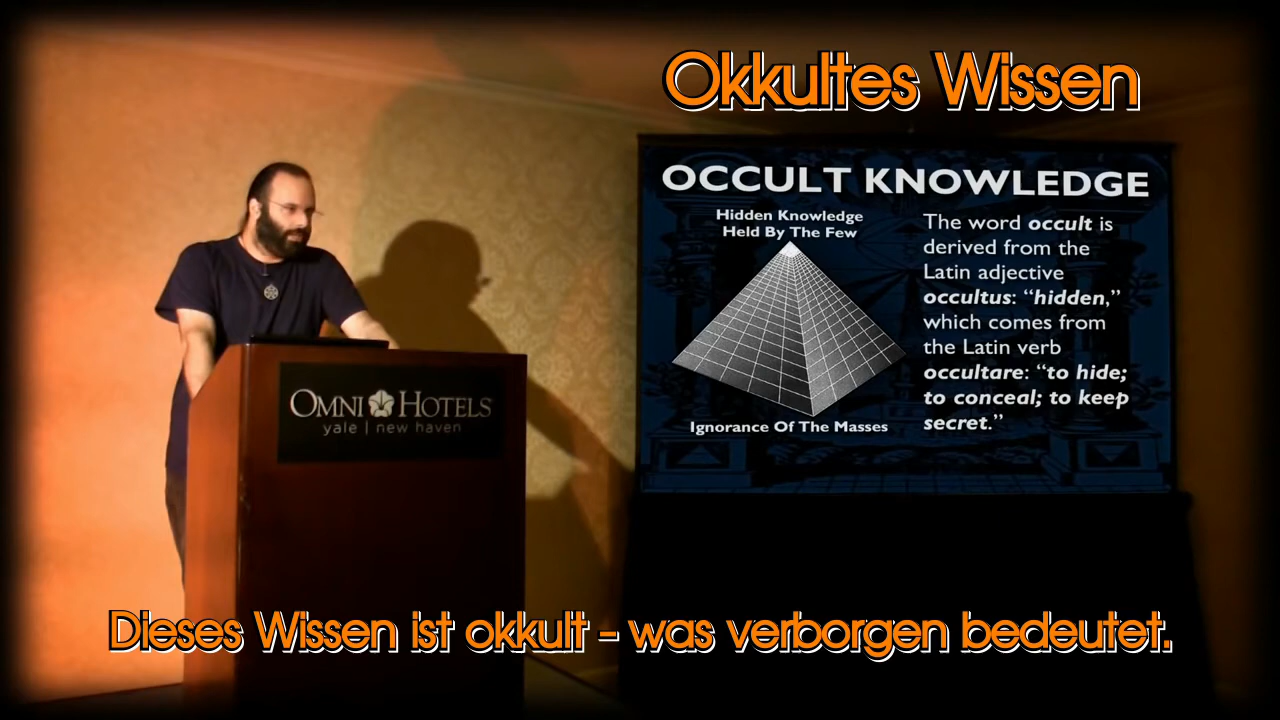 Okkultes Wissen
OCCULT KNOWLEDGE
Hidden Knowledge
Held By The Few
Ignorance Of The Masses
The word occult is
derived from the
Latin adjective
occultus: “hidden,”
which comes from
the Latin verb
occultare: “to hide;
to conceal; to keep
secret.”
OMNI HOTELS
yale | new haven
Dieses Wissen ist okkult – was verborgen bedeutet.